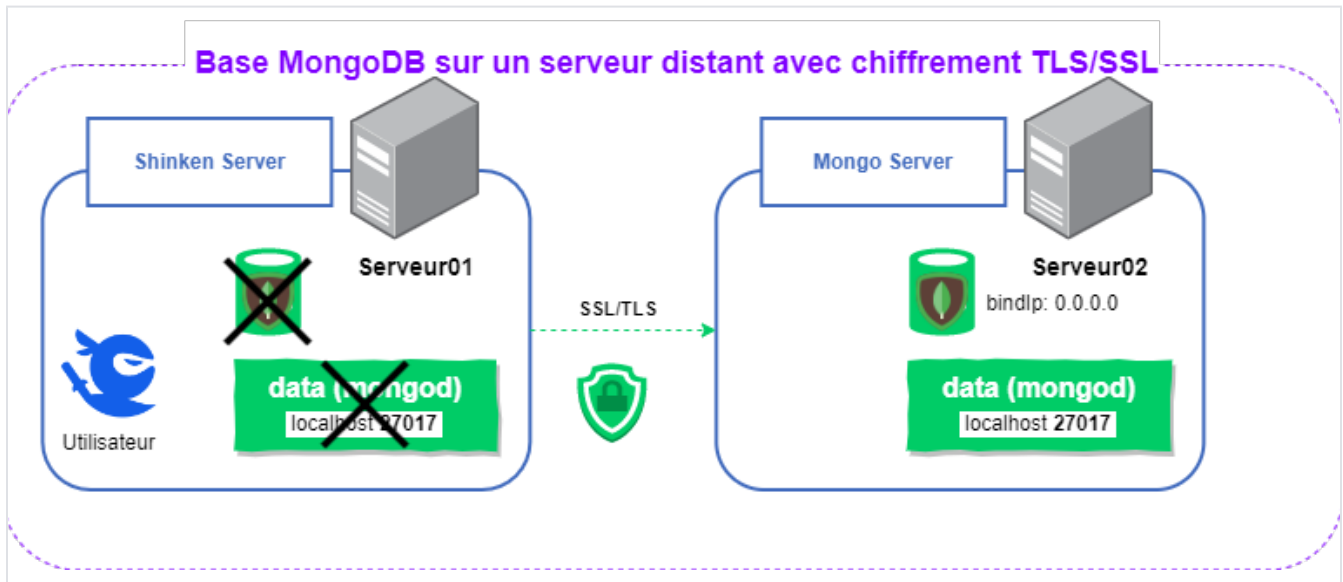 Base MongoDB sur un serveur distant avec chiffrement TLS/SSL
Shinken Server
Serveur01
data (mongod)
localhost 27017
Utilisateur
SSL/TLS
Mongo Server
Serveur02
bindIp: 0.0.0.0
data (mongod)
localhost 27017